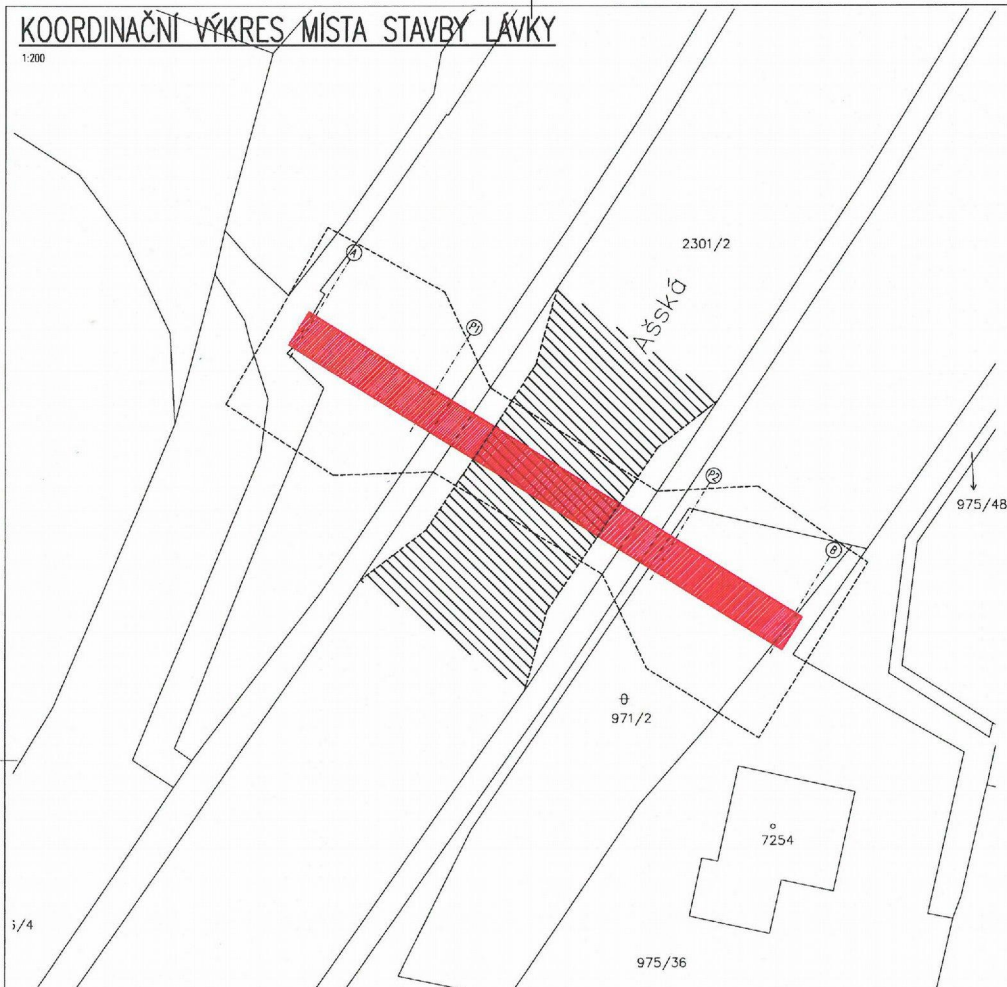 KOORDINAČNÍ VÝKRES MÍSTA STAVBY LÁVKY
1:200
2301/2
A
Ašská
P1
P2
975/48
B
971/2
7254
5/4
975/36